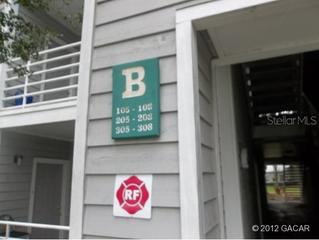 B
105 - 108
205 - 208
305 - 308
RF
StellarMLS
©2012 GACAR